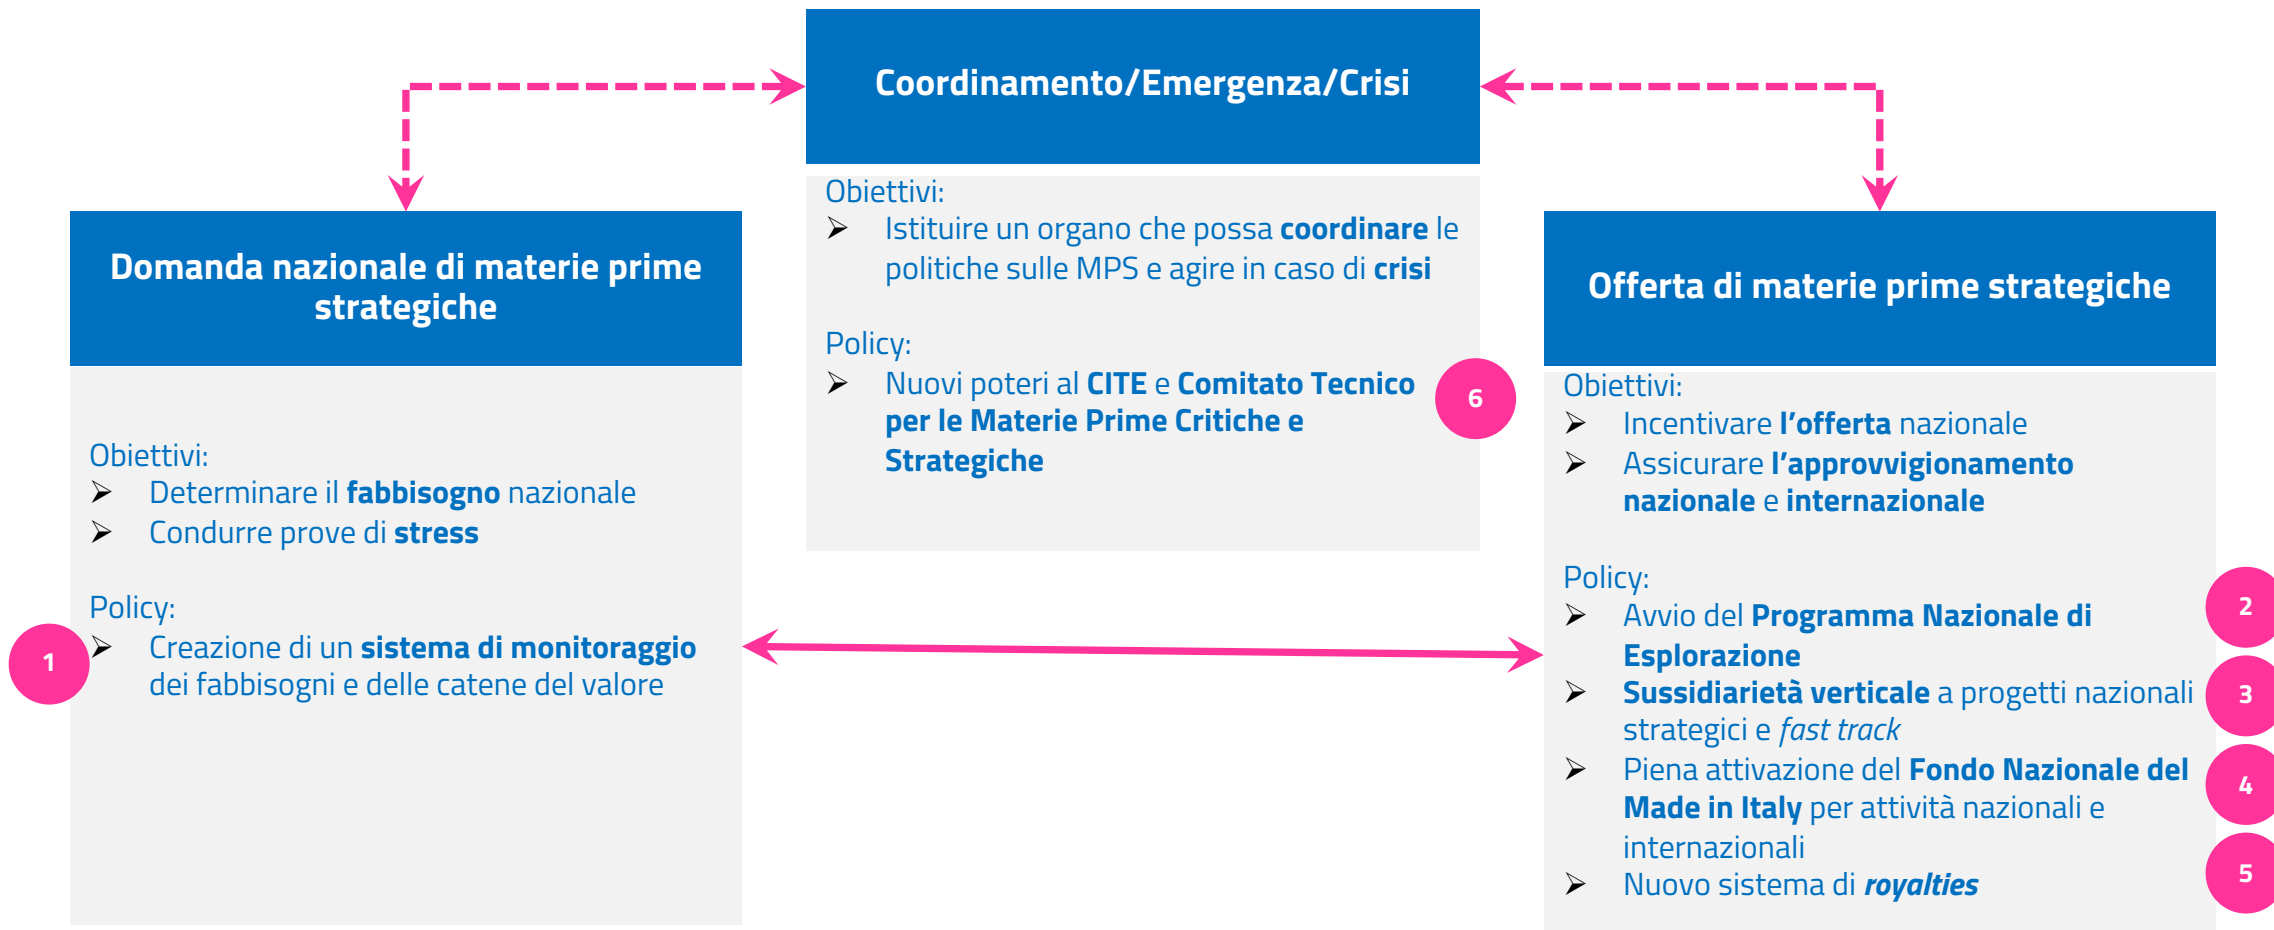 Coordinamento/Emergenza/Crisi
Obiettivi:
➢ Istituire un organo che possa coordinare le
politiche sulle MPS e agire in caso di crisi
Policy:
➢ Nuovi poteri al CITE e Comitato Tecnico
per le Materie Prime Critiche e
Strategiche
6
Domanda nazionale di materie prime
strategiche
Obiettivi:
➢ Determinare il fabbisogno nazionale
➢ Condurre prove di stress
Policy:
1
➢ Creazione di un sistema di monitoraggio
dei fabbisogni e delle catene del valore
Offerta di materie prime strategiche
Obiettivi:
➢ Incentivare l’offerta nazionale
➢ Assicurare l’approvvigionamento
nazionale e internazionale
Policy:
➢ Avvio del Programma Nazionale di
Esplorazione
2
➢ Sussidiarietà verticale a progetti nazionali
strategici e fast track
3
➢ Piena attivazione del Fondo Nazionale del
Made in Italy per attività nazionali e
internazionali
4
➢ Nuovo sistema di royalties
5